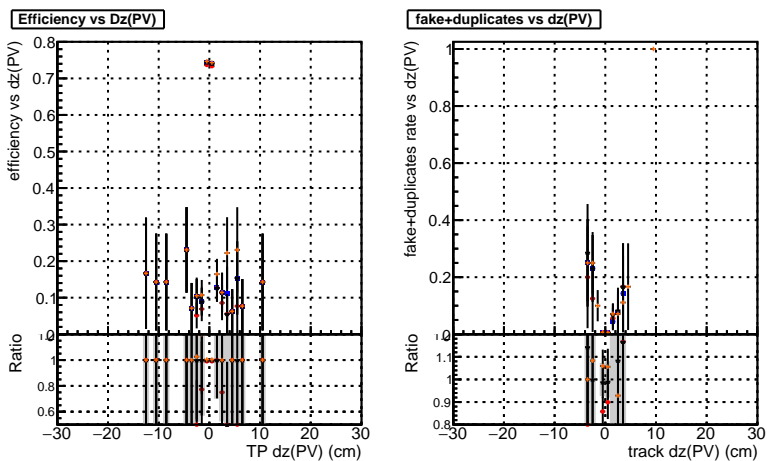 Efficiency vs Dz(PV)
efficiency vs dz(PV)
0.8
0.7
0.6
0.5
0.4
0.3
0.2
0.1
0
Ratio
1
0.8
0.6
−30 −20 −10 0 10 20 30
TP dz(PV) (cm)
fake+duplicates vs dz(PV)
fake+duplicates rate vs dz(PV)
1
0.8
0.6
0.4
0.2
Ratio
1.1
1
0.9
0.8
−30 −20 −10 0 10 20 30
track dz(PV) (cm)